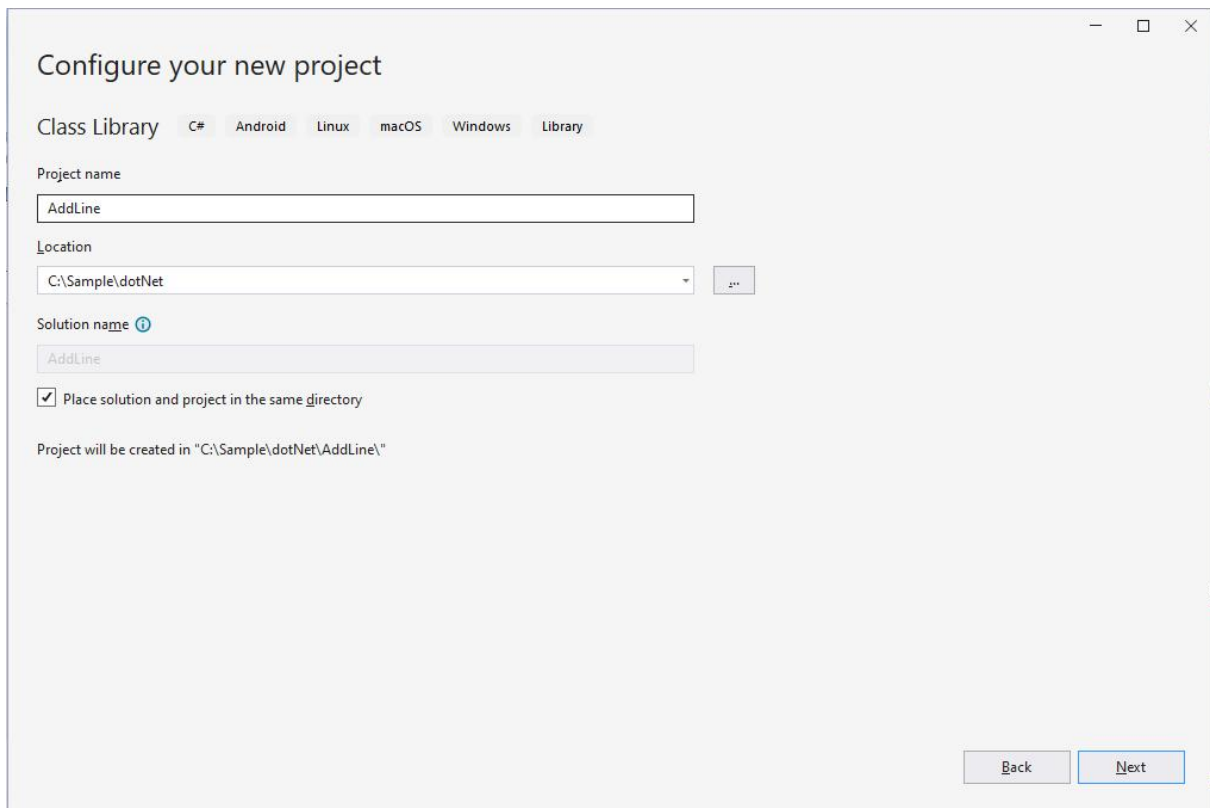 Configure your new project
Class Library C# Android Linux macOS Windows Library
Project name
AddLine
Location
C:\Sample\dotNet
...
Solution name
AddLine
Place solution and project in the same directory
Project will be created in "C:\Sample\dotNet\AddLine\"
Back Next